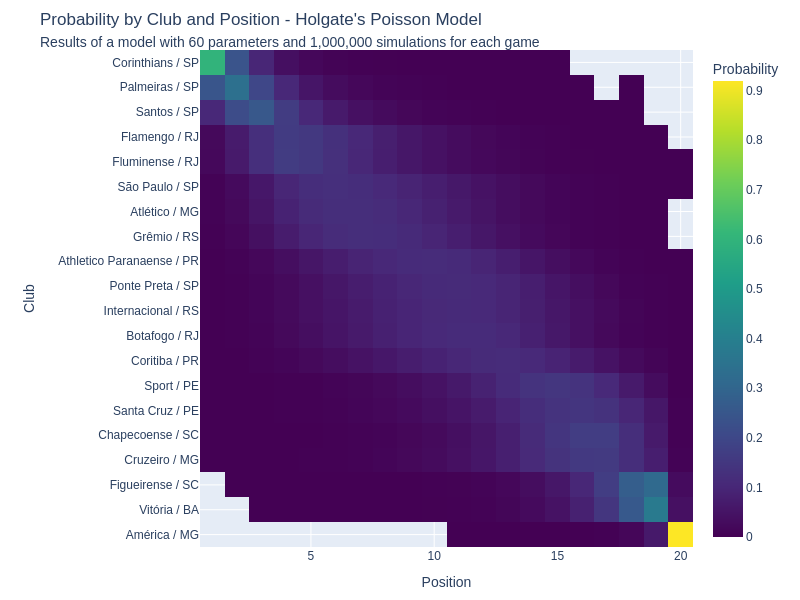 Probability by Club and Position - Holgate's Poisson Model
Results of a model with 60 parameters and 1,000,000 simulations for each game
Probability
Corinthians / SP
Palmeiras / SP
Santos / SP
Flamengo / RJ
Fluminense / RJ
São Paulo / SP
Atlético / MG
Grêmio / RS
Athletico Paranaense / PR
Ponte Preta / SP
Internacional / RS
Botafogo / RJ
Coritiba / PR
Sport / PE
Santa Cruz / PE
Chapecoense / SC
Cruzeiro / MG
Figueirense / SC
Vitória / BA
América / MG
Club
5 10 15 20
Position
0.9
0.8
0.7
0.6
0.5
0.4
0.3
0.2
0.1
0